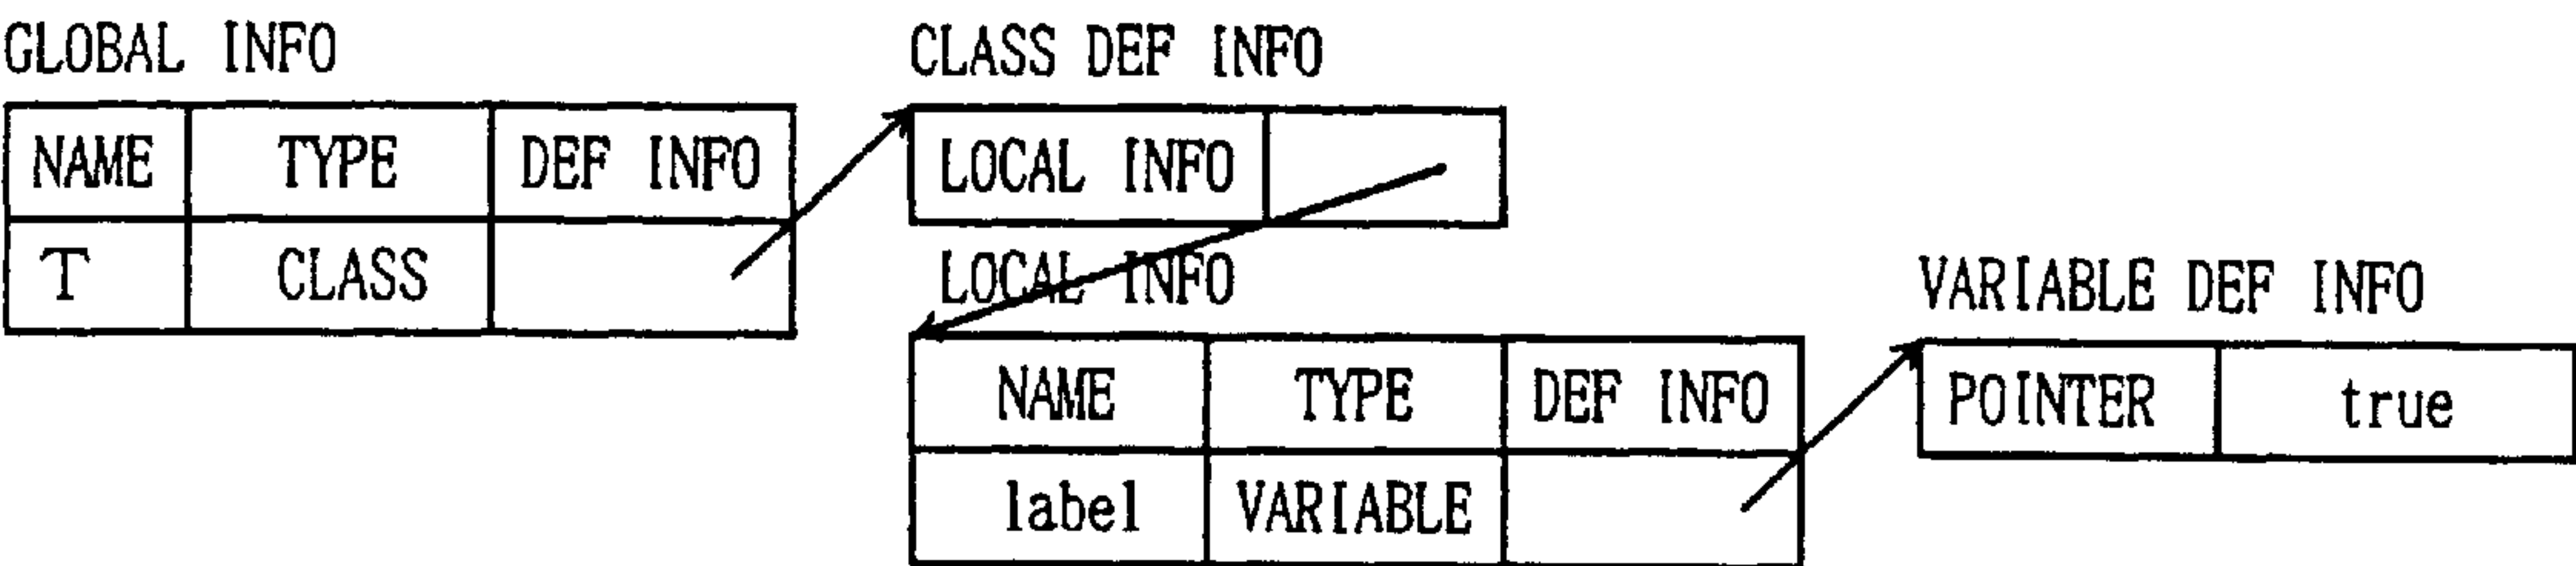 GLOBAL INFO
NAME TYPE DEF INFO
T CLASS
CLASS DEF INFO
LOCAL INFO
LOCAL INFO
NAME TYPE DEF INFO
label VARIABLE
VARIABLE DEF INFO
POINTER true